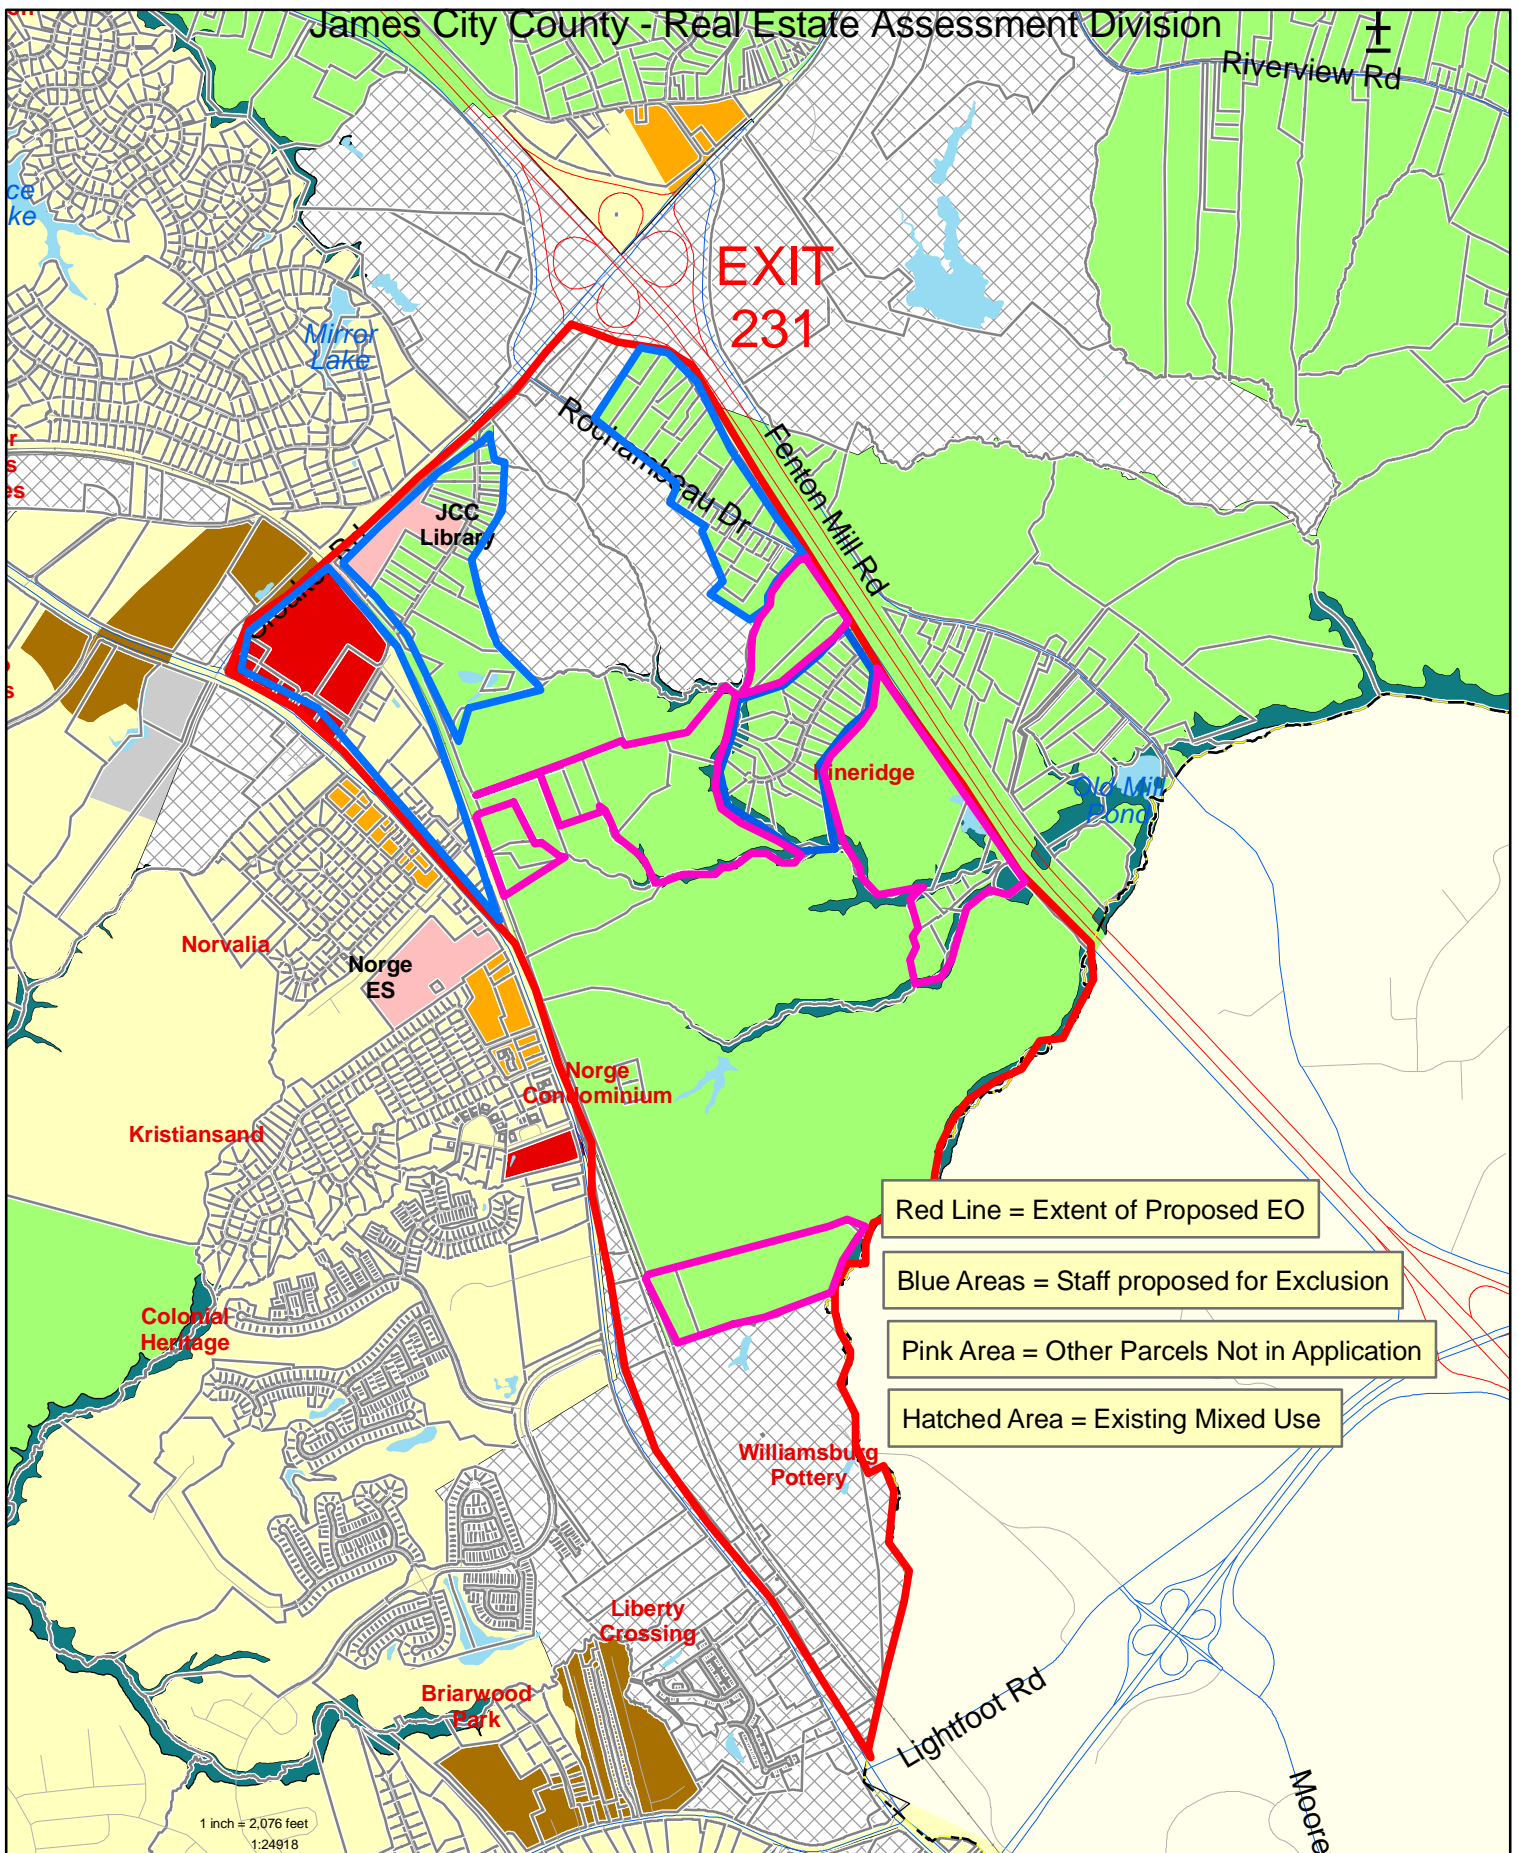 James City County - Real Estate Assessment Division
Riverview Rd
EXIT
231
Mirror
Lake
Rochambeau Dr
Fenton Mill Rd
JCC
Library
Old Mill
Pond
Norvalia
Norge
ES
Norge
Condominium
Kristiansand
Red Line = Extent of Proposed EO
Blue Areas = Staff proposed for Exclusion
Colonial
Heritage
Pink Area = Other Parcels Not in Application
Hatched Area = Existing Mixed Use
Williamsburg
Pottery
Liberty
Crossing
Briarwood
Park
Lightfoot Rd
Moore
1 inch = 2,076 feet
1:24918